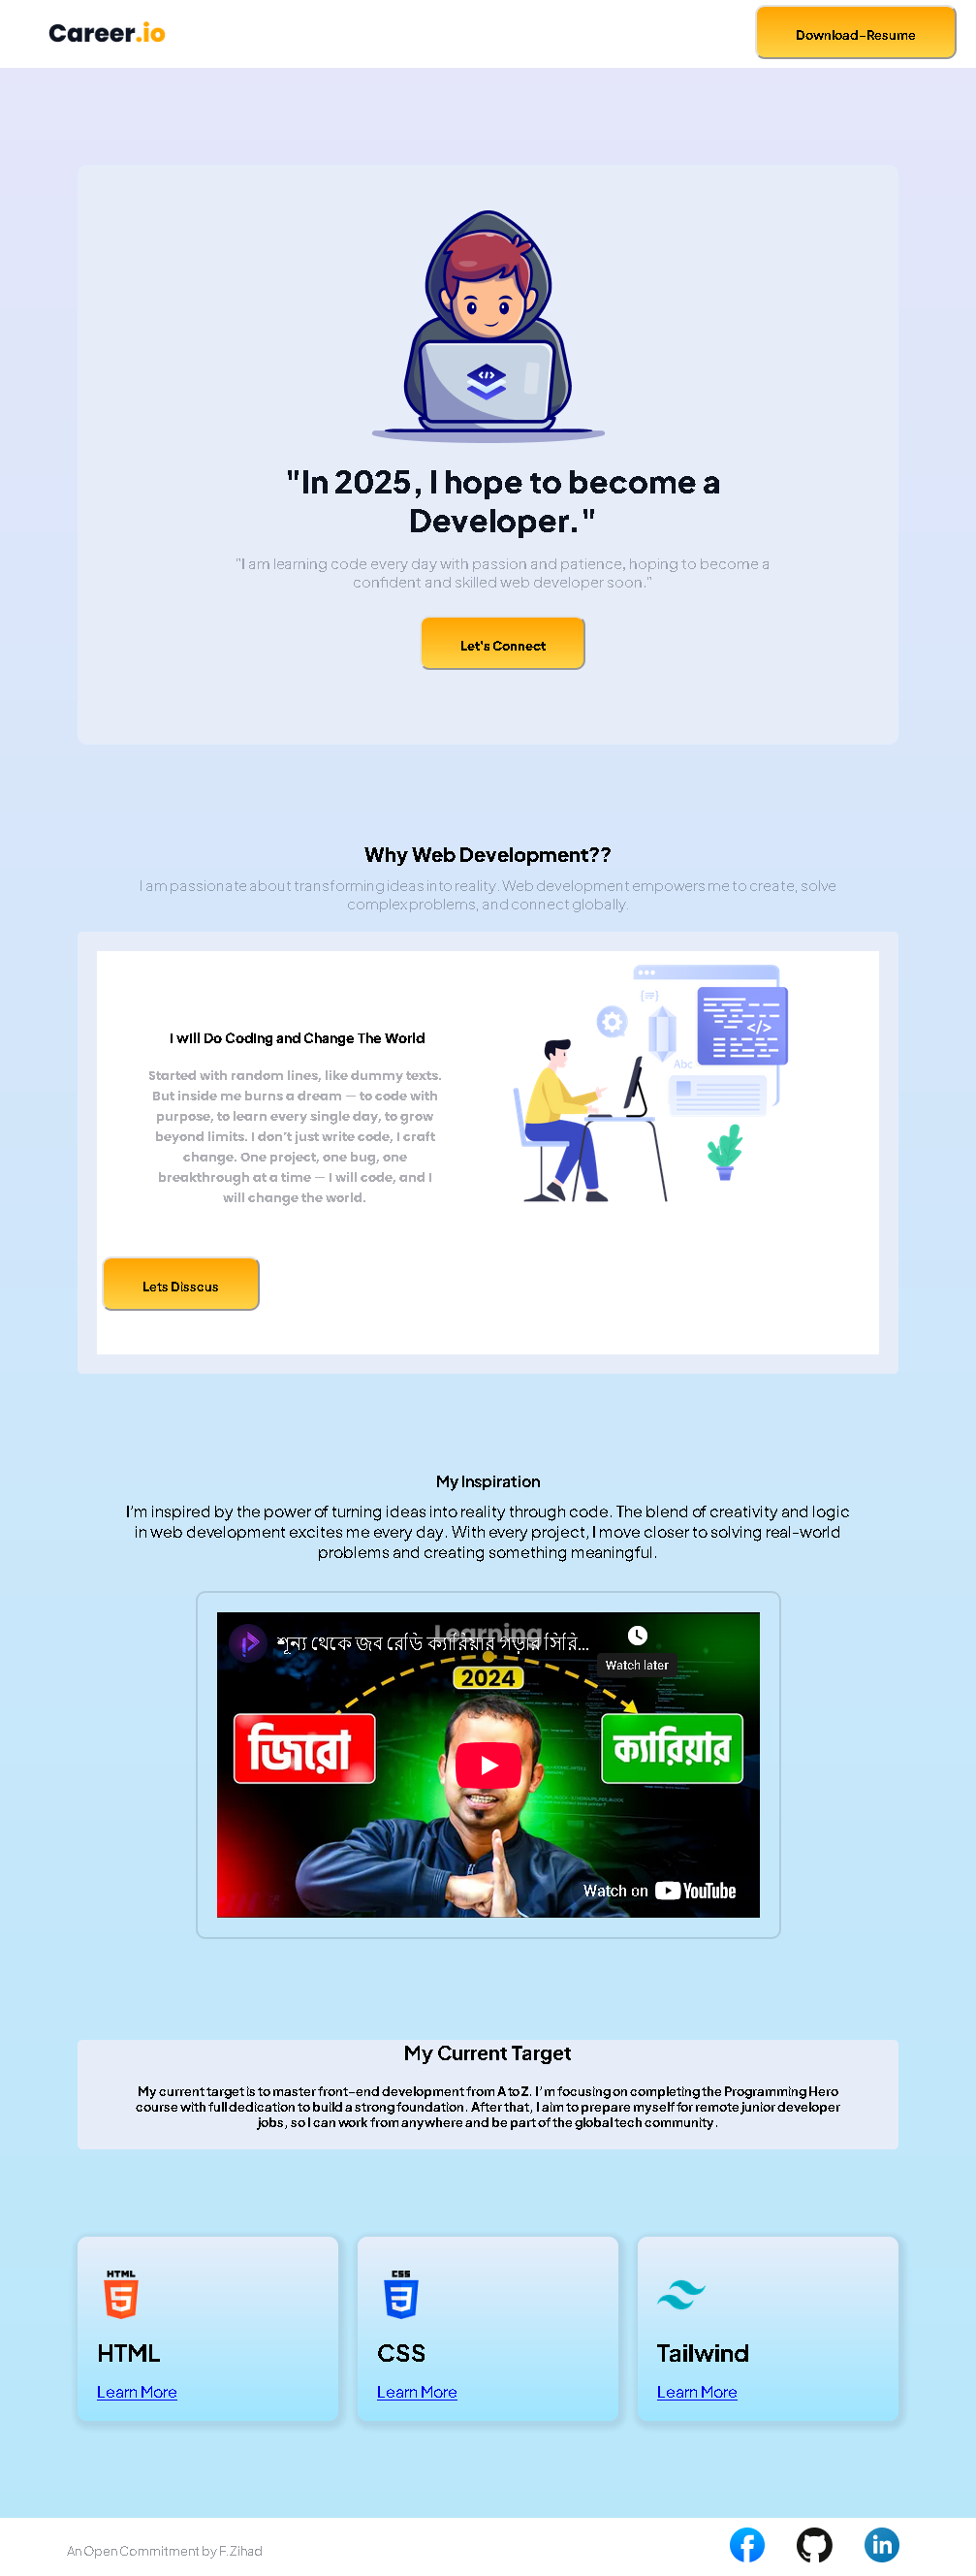 Career.io
Download-Resume
"In 2025, I hope to become a
Developer."
"I am learning code every day with passion and patience, hoping to become a
confident and skilled web developer soon."
Let's Connect
Why Web Development??
I am passionate about transforming ideas into reality. Web development empowers me to create, solve
complex problems, and connect globally.
I will Do Coding and Change The World
Started with random lines, like dummy texts.
But inside me burns a dream — to code with
purpose, to learn every single day, to grow
beyond limits. I don't just write code, I craft
change. One project, one bug, one
breakthrough at a time — I will code, and I
will change the world.
</>
Abc
Lets Disscus
My Inspiration
I'm inspired by the power of turning ideas into reality through code. The blend of creativity and logic
in web development excites me every day. With every project, I move closer to solving real-world
problems and creating something meaningful.
Learning
শূন্য থেকে জব রেডি ক্যারিয়ার গড়ার সিরি...
Watch later
2024
জিরো
ক্যারিয়ার
Watch on YouTube
My Current Target
My current target is to master front-end development from A to Z. I'm focusing on completing the Programming Hero
course with full dedication to build a strong foundation. After that, I aim to prepare myself for remote junior developer
jobs, so I can work from anywhere and be part of the global tech community.
HTML
5
HTML
Learn More
CSS
3
CSS
Learn More
Tailwind
Learn More
An Open Commitment by F.Zihad
f
in